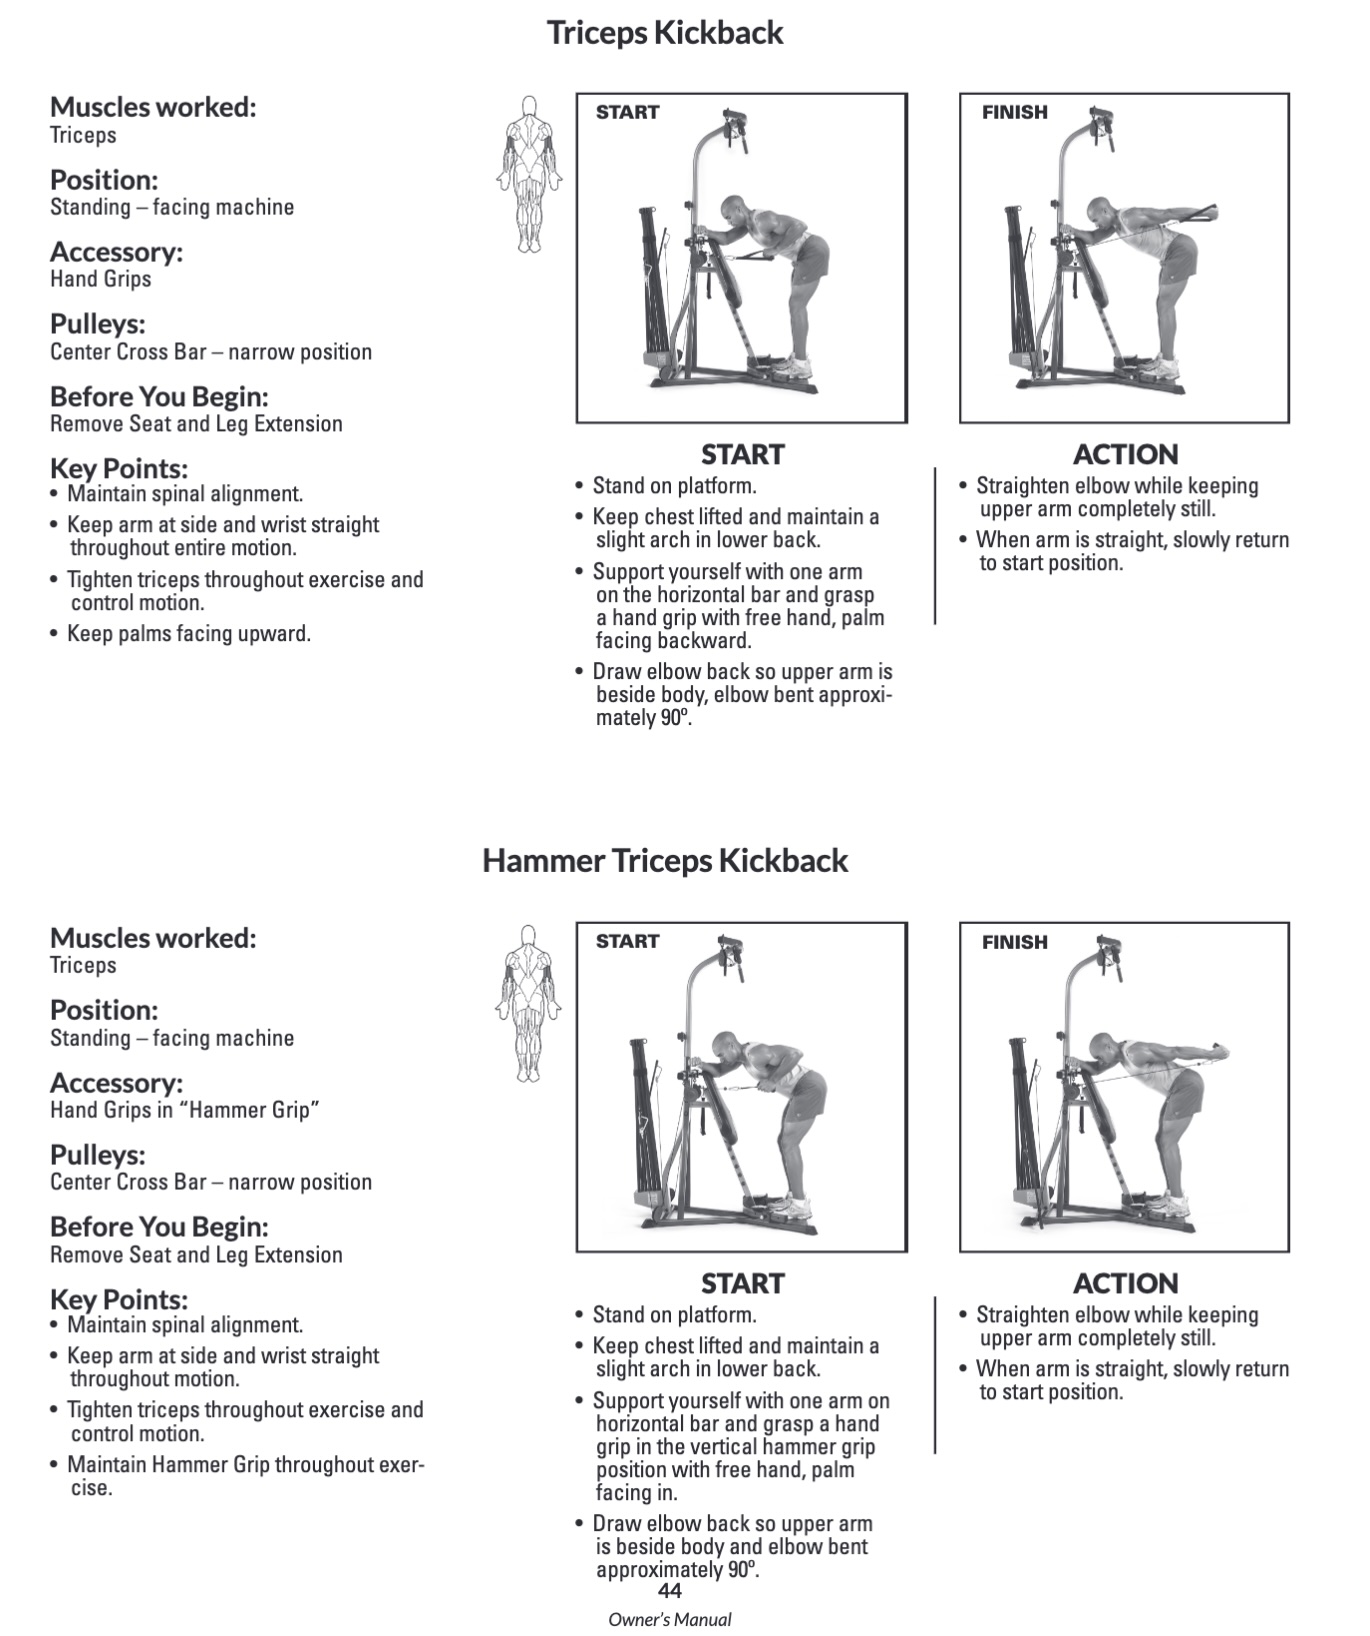 Triceps Kickback
Muscles worked:
Triceps
Position:
Standing – facing machine
Accessory:
Hand Grips
Pulleys:
Center Cross Bar – narrow position
Before You Begin:
Remove Seat and Leg Extension
Key Points:
• Maintain spinal alignment.
• Keep arm at side and wrist straight
throughout entire motion.
• Tighten triceps throughout exercise and
control motion.
• Keep palms facing upward.
START
START
• Stand on platform.
• Keep chest lifted and maintain a
slight arch in lower back.
• Support yourself with one arm
on the horizontal bar and grasp
a hand grip with free hand, palm
facing backward.
• Draw elbow back so upper arm is
beside body, elbow bent approxi-
mately 90º.
FINISH
ACTION
• Straighten elbow while keeping
upper arm completely still.
• When arm is straight, slowly return
to start position.
Hammer Triceps Kickback
Muscles worked:
Triceps
Position:
Standing – facing machine
Accessory:
Hand Grips in “Hammer Grip”
Pulleys:
Center Cross Bar – narrow position
Before You Begin:
Remove Seat and Leg Extension
Key Points:
• Maintain spinal alignment.
• Keep arm at side and wrist straight
throughout motion.
• Tighten triceps throughout exercise and
control motion.
• Maintain Hammer Grip throughout exer-
cise.
START
START
• Stand on platform.
• Keep chest lifted and maintain a
slight arch in lower back.
• Support yourself with one arm on
horizontal bar and grasp a hand
grip in the vertical hammer grip
position with free hand, palm
facing in.
• Draw elbow back so upper arm
is beside body and elbow bent
approximately 90º.
FINISH
ACTION
• Straighten elbow while keeping
upper arm completely still.
• When arm is straight, slowly return
to start position.
44
Owner’s Manual